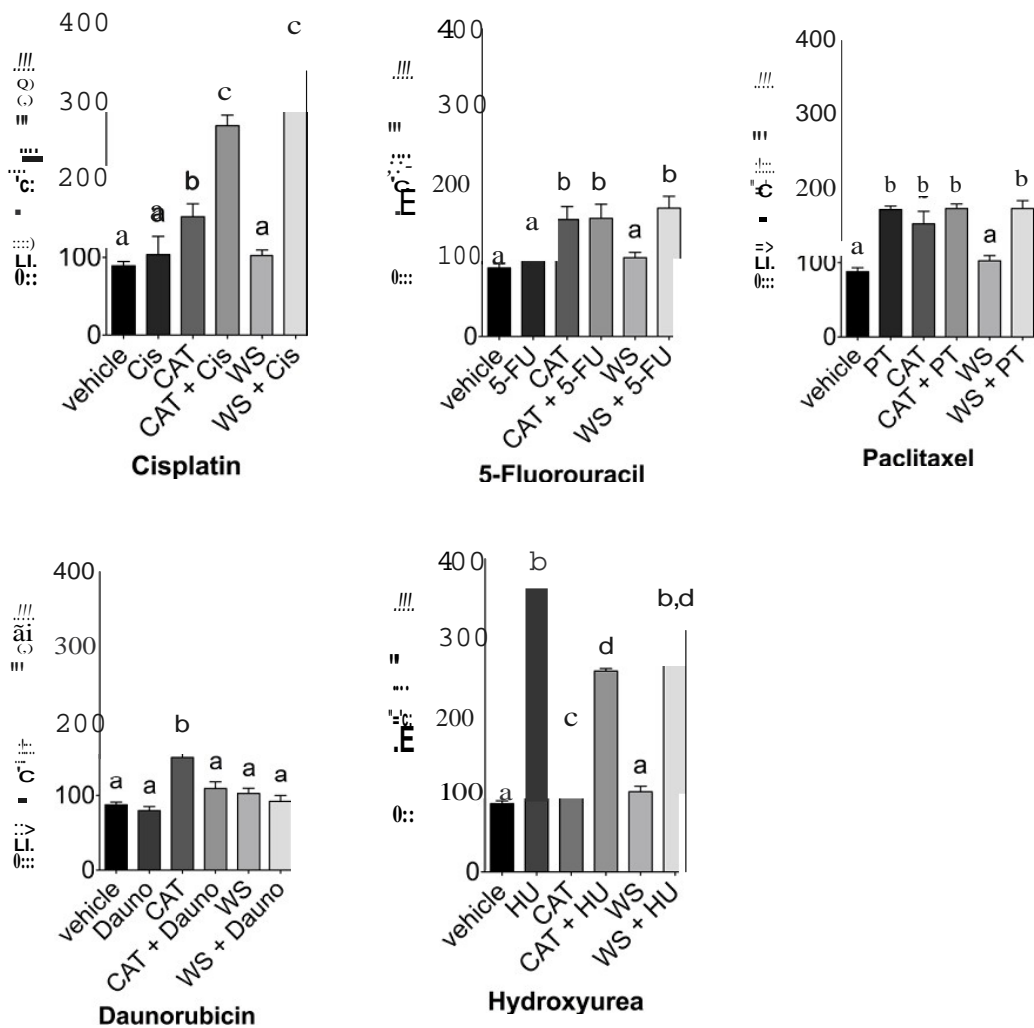 400
300
200
100
0
a
a
b
c
a
c
vehicle
Cis
CAT
CAT + Cis
WS
WS + Cis
Cisplatin
400
300
200
100
0
a
a
b
b
a
b
vehicle
5-FU
CAT
CAT + 5-FU
WS
WS + 5-FU
5-Fluorouracil
400
300
200
100
0
a
b
b
b
a
b
vehicle
PT
CAT
CAT + PT
WS
WS + PT
Paclitaxel
400
300
200
100
0
a
a
b
a
a
a
vehicle
Dauno
CAT
CAT + Dauno
WS
WS + Dauno
Daunorubicin
400
300
200
100
0
a
b
c
d
a
b,d
vehicle
HU
CAT
CAT + HU
WS
WS + HU
Hydroxyurea